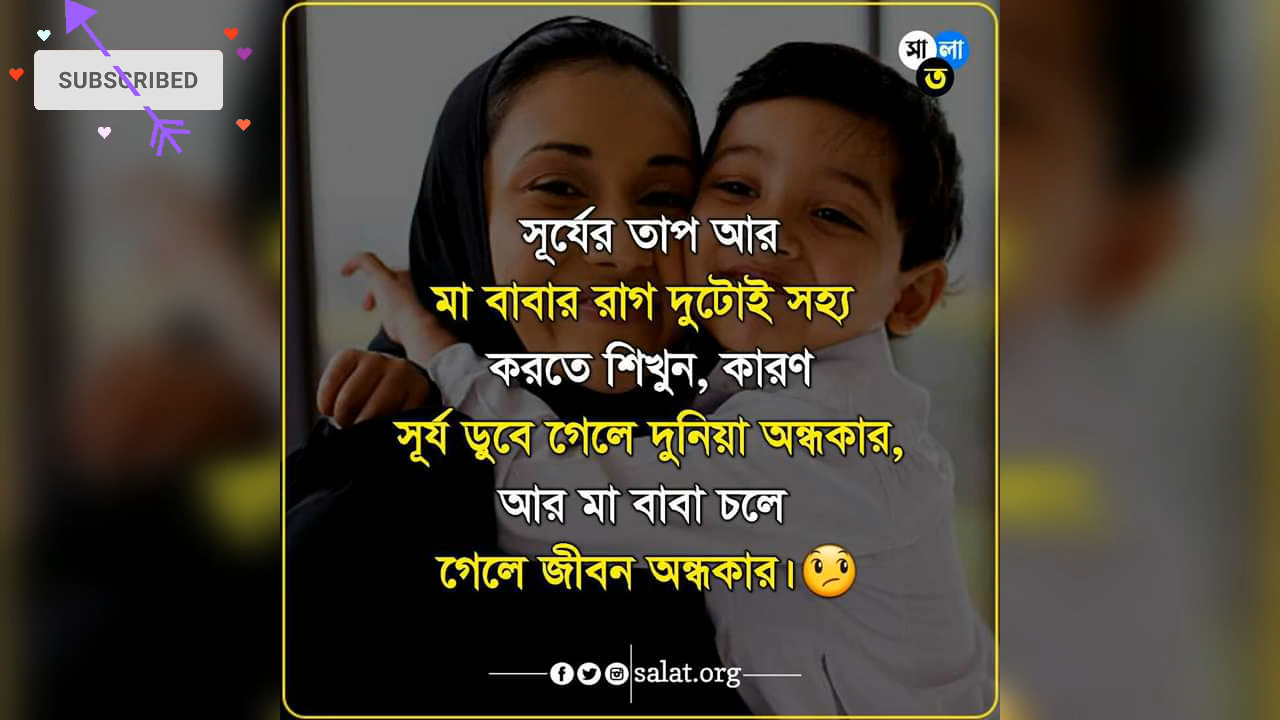 SUBSCRIBED
সালাত
সূর্যের তাপ আর
মা বাবার রাগ দুটোই সহ্য
করতে শিখুন, কারণ
সূর্য ডুবে গেলে দুনিয়া অন্ধকার,
আর মা বাবা চলে
গেলে জীবন অন্ধকার।😞
salat.org